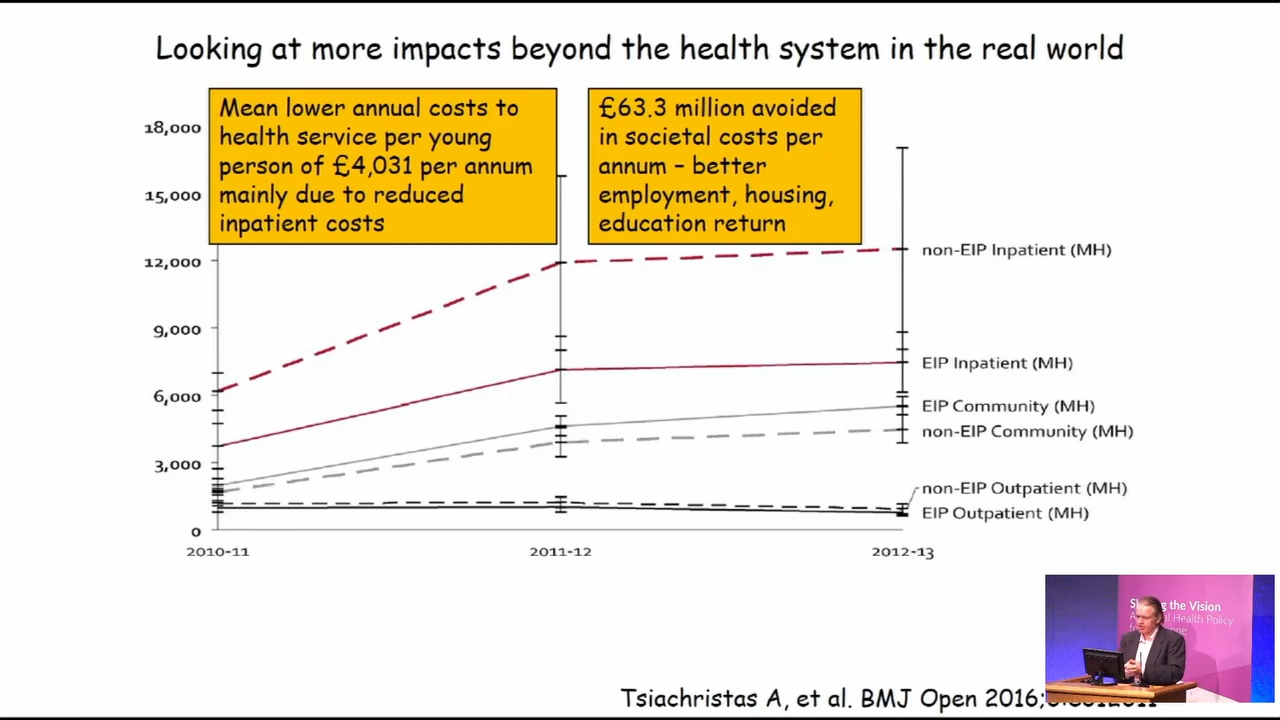 Looking at more impacts beyond the health system in the real world
Mean lower annual costs to
health service per young
person of £4,031 per annum
mainly due to reduced
inpatient costs
£63.3 million avoided
in societal costs per
annum – better
employment, housing,
education return
18,000
15,000
12,000
9,000
6,000
3,000
0
2010-11
2011-12
2012-13
non-EIP Inpatient (MH)
EIP Inpatient (MH)
EIP Community (MH)
non-EIP Community (MH)
non-EIP Outpatient (MH)
EIP Outpatient (MH)
the Vision
Health Policy
Tsiachristas A, et al. BMJ Open 2016;